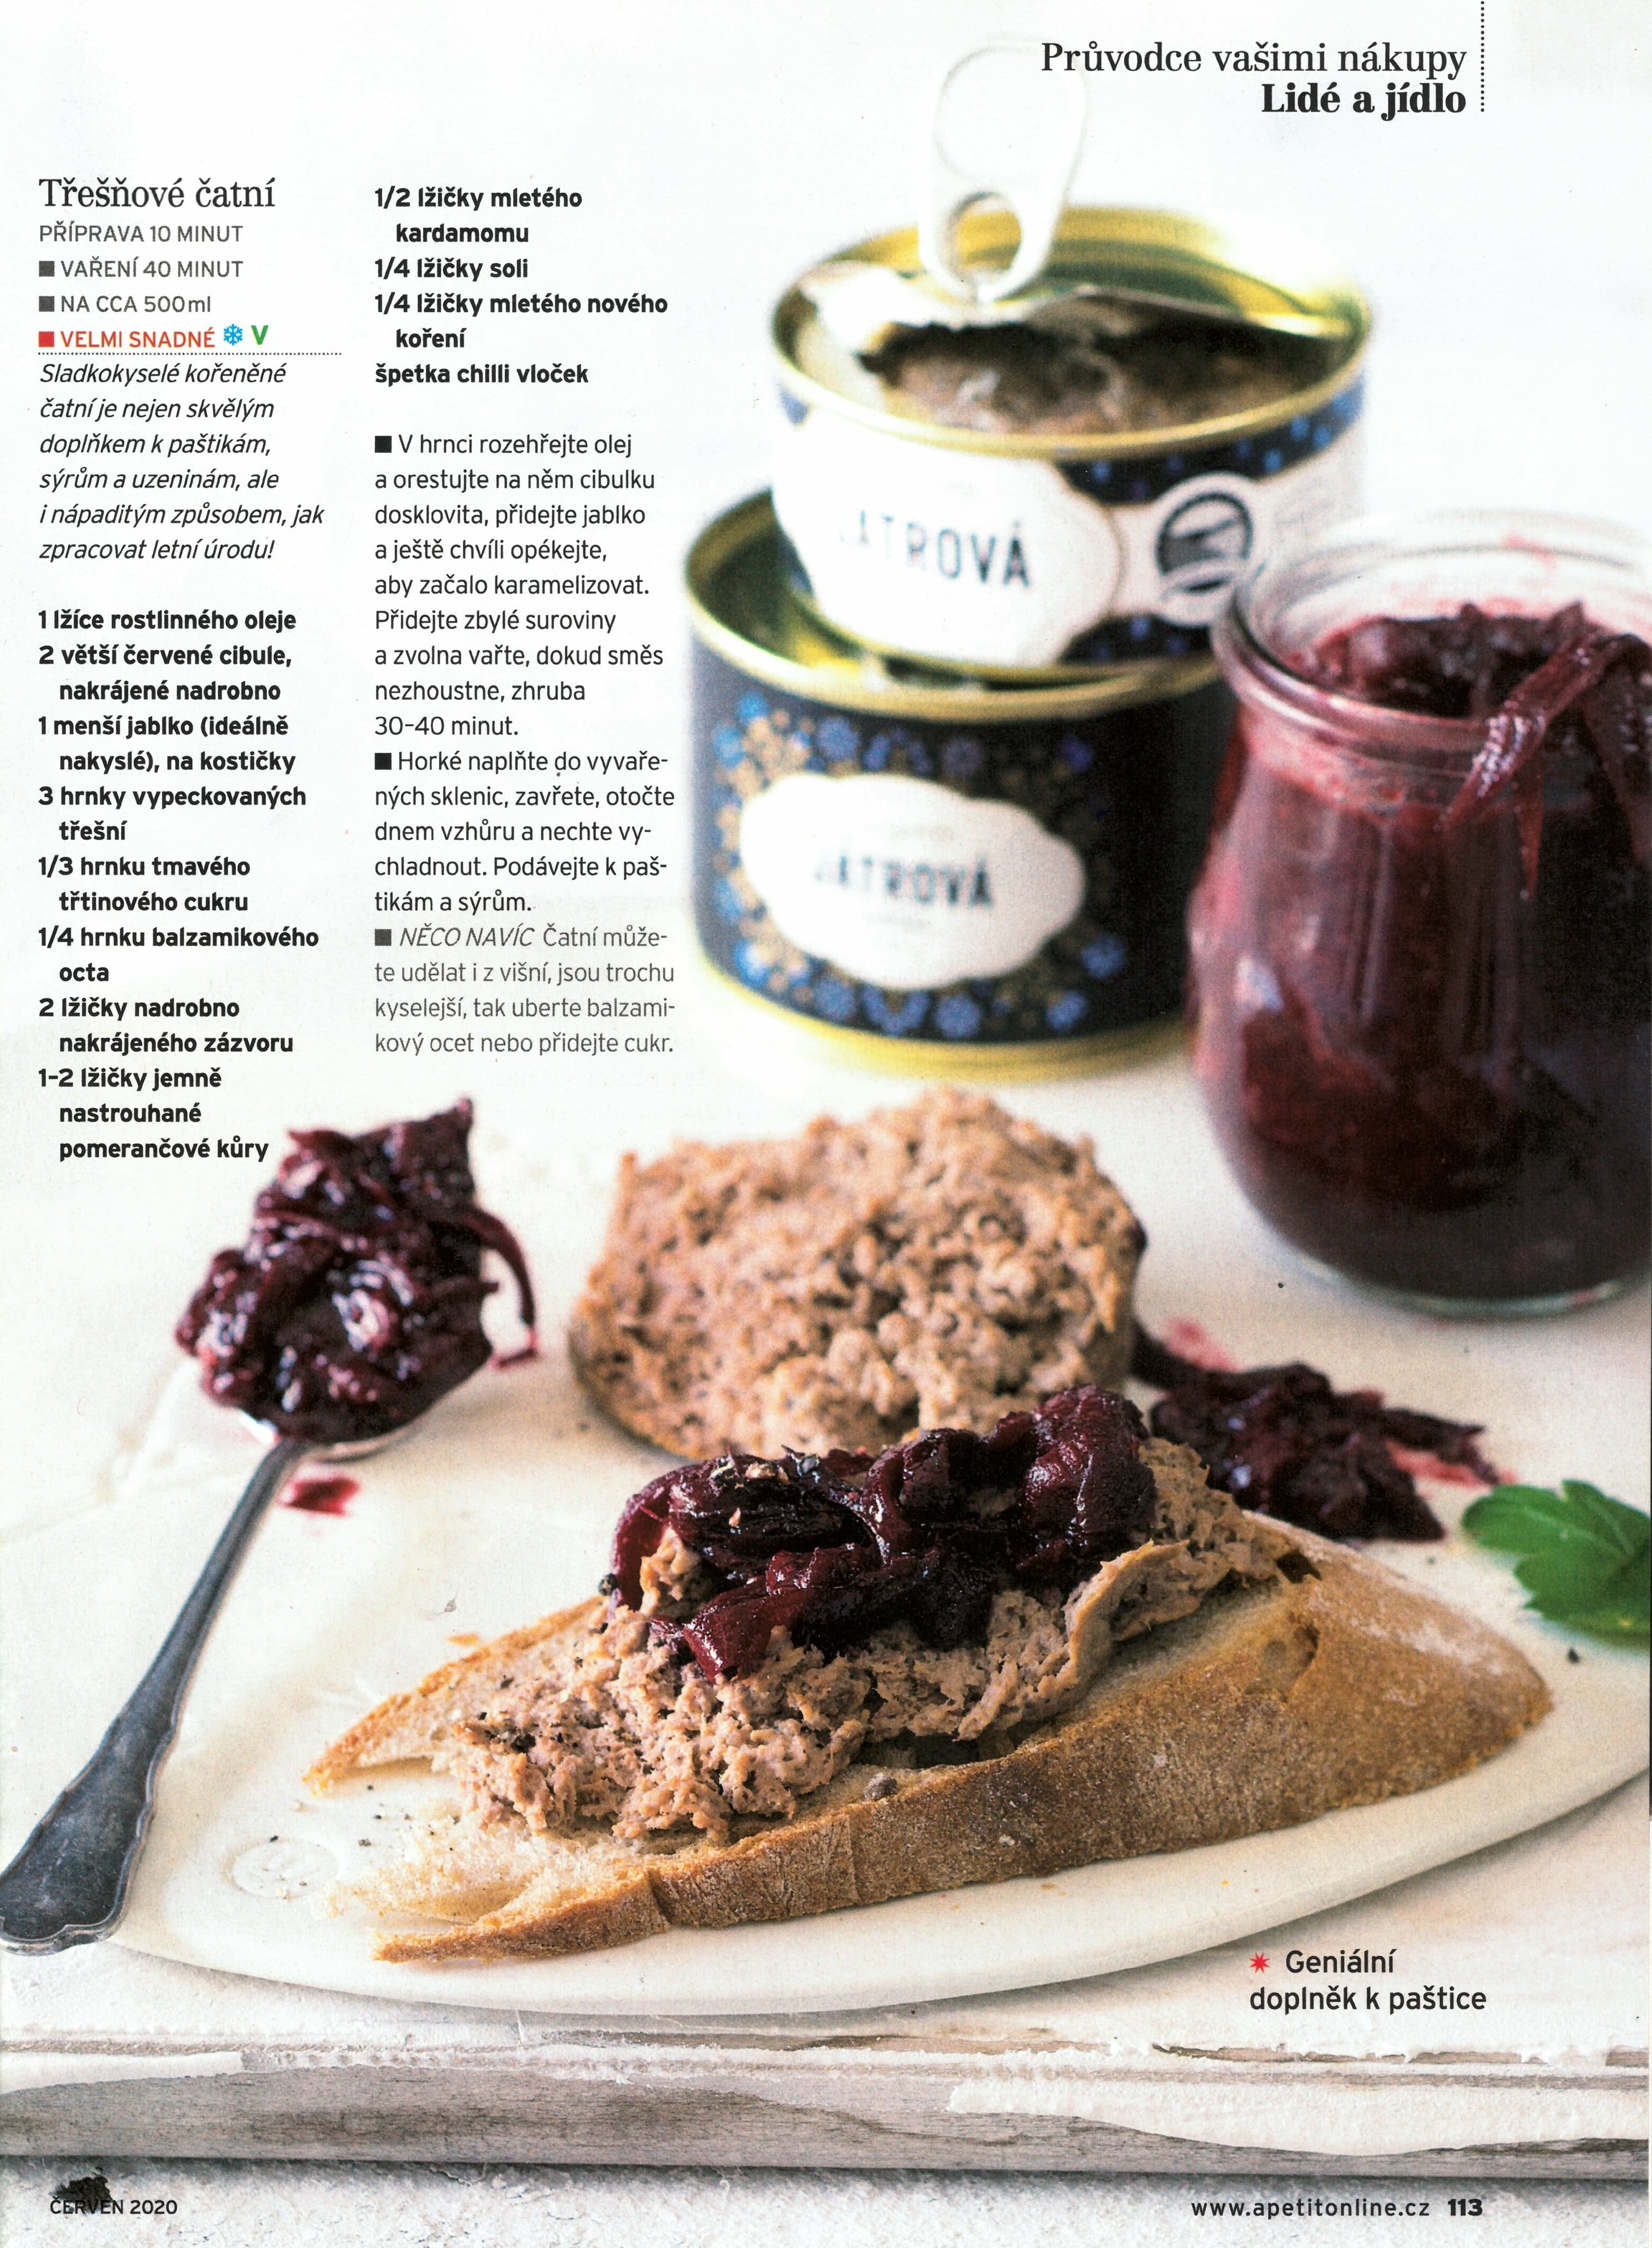 Průvodce vašimi nákupy
Lidé a jídlo
Třešňové čatní
PŘÍPRAVA 10 MINUT
■ VAŘENÍ 40 MINUT
■ NA CCA 500ml
■ VELMI SNADNÉ ❄ V
Sladkokyselé kořeněné
čatní je nejen skvělým
doplňkem k paštikám,
sýrům a uzeninám, ale
i nápaditým způsobem, jak
zpracovat letní úrodu!
1 lžíce rostlinného oleje
2 větší červené cibule,
nakrájené nadrobno
1 menší jablko (ideálně
nakyslé), na kostičky
3 hrnky vypeckovaných
třešní
1/3 hrnku tmavého
třtinového cukru
1/4 hrnku balzamikového
octa
2 lžičky nadrobno
nakrájeného zázvoru
1-2 lžičky jemně
nastrouhané
pomerančové kůry
1/2 lžičky mletého
kardamomu
1/4 lžičky soli
1/4 lžičky mletého nového
koření
špetka chilli vloček
■ V hrnci rozehřejte olej
a orestujte na něm cibulku
dosklovita, přidejte jablko
a ještě chvíli opékejte,
aby začalo karamelizovat.
Přidejte zbylé suroviny
a zvolna vařte, dokud směs
nezhoustne, zhruba
30–40 minut.
■ Horké naplňte do vyvaře-
ných sklenic, zavřete, otočte
dnem vzhůru a nechte vy-
chladnout. Podávejte k paš-
tikám a sýrům.
■ NĚCO NAVÍC Čatní může-
te udělat i z višní, jsou trochu
kyselejší, tak uberte balzami-
kový ocet nebo přidejte cukr.
JATROVÁ
JATROVÁ
✷ Geniální
doplněk k paštice
ČERVEN 2020
www.apetitonline.cz 113